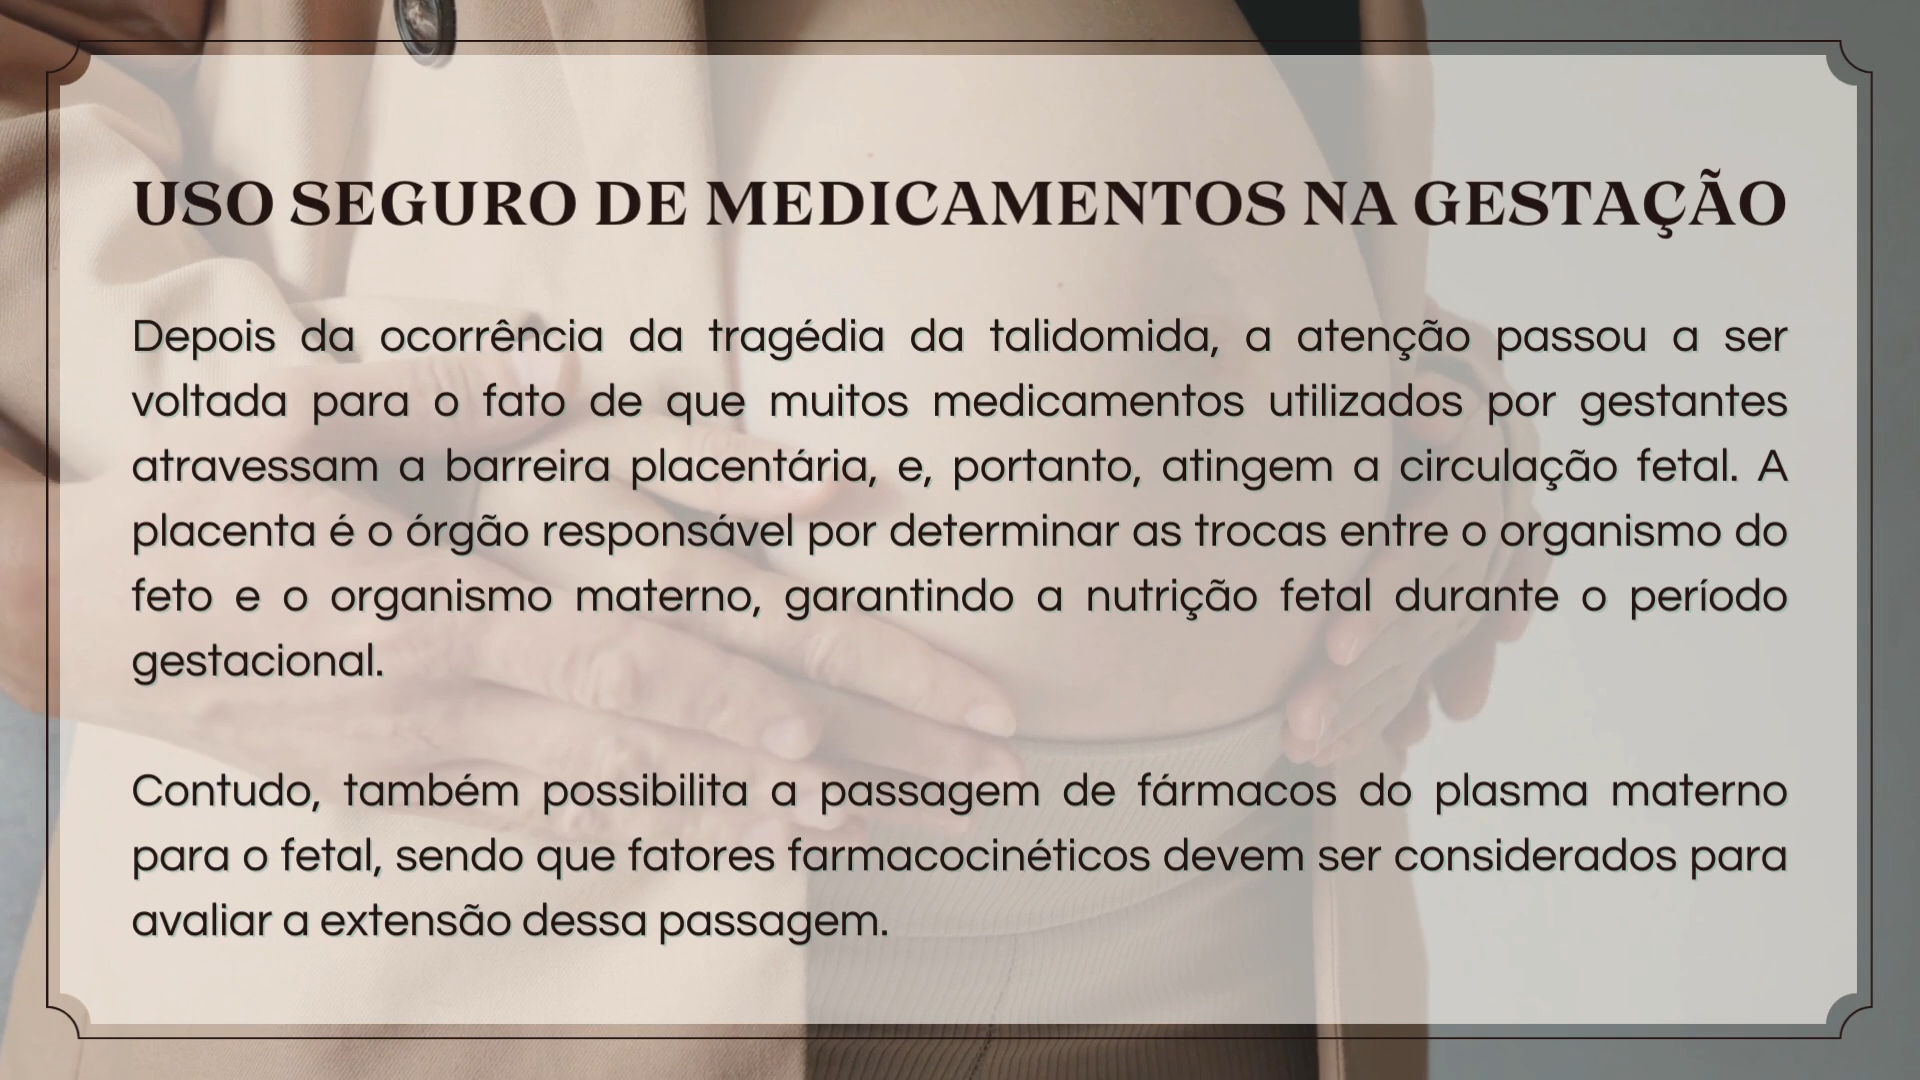 USO SEGURO DE MEDICAMENTOS NA GESTAÇÃO
Depois da ocorrência da tragédia da talidomida, a atenção passou a ser
voltada para o fato de que muitos medicamentos utilizados por gestantes
atravessam a barreira placentária, e, portanto, atingem a circulação fetal. A
placenta é o órgão responsável por determinar as trocas entre o organismo do
feto e o organismo materno, garantindo a nutrição fetal durante o período
gestacional.
Contudo, também possibilita a passagem de fármacos do plasma materno
para o fetal, sendo que fatores farmacocinéticos devem ser considerados para
avaliar a extensão dessa passagem.